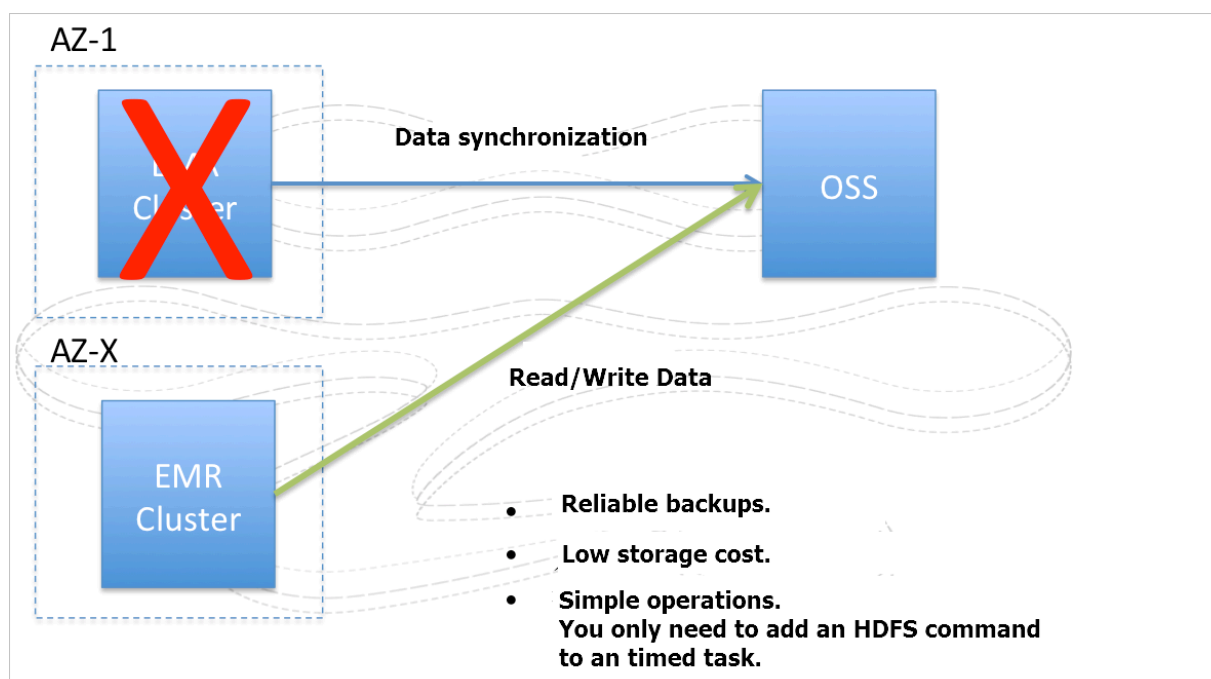 AZ-1
Cluster
Data synchronization
OSS
AZ-X
Read/Write Data
EMR
Cluster
• Reliable backups.
• Low storage cost.
• Simple operations.
You only need to add an HDFS command
to an timed task.